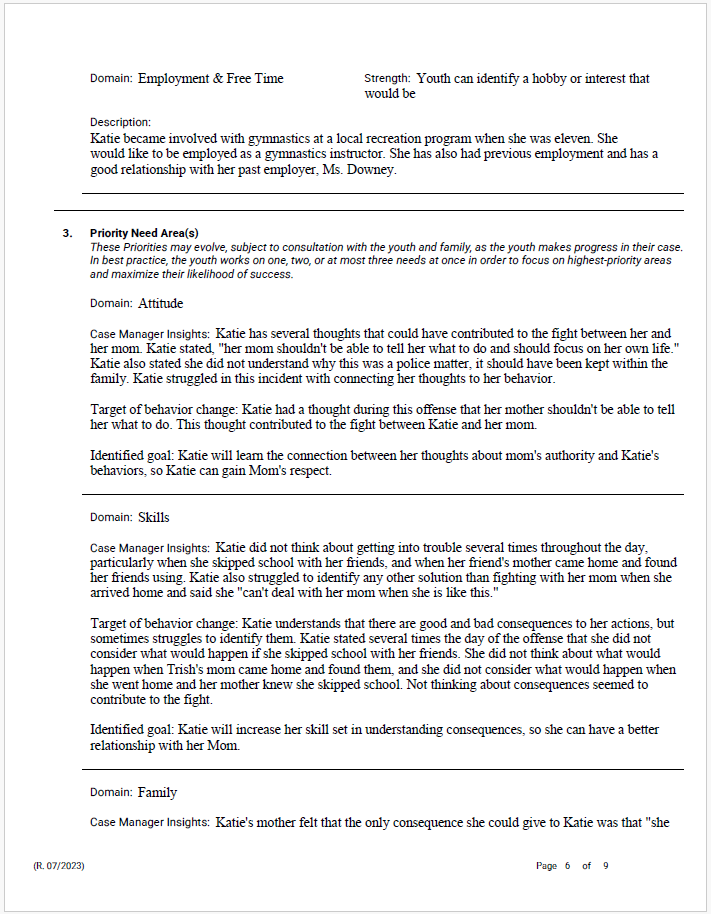 Domain: Employment & Free Time
Strength: Youth can identify a hobby or interest that
would be
Description:
Katie became involved with gymnastics at a local recreation program when she was eleven. She
would like to be employed as a gymnastics instructor. She has also had previous employment and has a
good relationship with her past employer, Ms. Downey.
3. Priority Need Area(s)
These Priorities may evolve, subject to consultation with the youth and family, as the youth makes progress in their case.
In best practice, the youth works on one, two, or at most three needs at once in order to focus on highest-priority areas
and maximize their likelihood of success.
Domain: Attitude
Case Manager Insights: Katie has several thoughts that could have contributed to the fight between her and
her mom. Katie stated, "her mom shouldn't be able to tell her what to do and should focus on her own life."
Katie also stated she did not understand why this was a police matter, it should have been kept within the
family. Katie struggled in this incident with connecting her thoughts to her behavior.
Target of behavior change: Katie had a thought during this offense that her mother shouldn't be able to tell
her what to do. This thought contributed to the fight between Katie and her mom.
Identified goal: Katie will learn the connection between her thoughts about mom's authority and Katie's
behaviors, so Katie can gain Mom's respect.
Domain: Skills
Case Manager Insights: Katie did not think about getting into trouble several times throughout the day,
particularly when she skipped school with her friends, and when her friend's mother came home and found
her friends using. Katie also struggled to identify any other solution than fighting with her mom when she
arrived home and said she "can't deal with her mom when she is like this."
Target of behavior change: Katie understands that there are good and bad consequences to her actions, but
sometimes struggles to identify them. Katie stated several times the day of the offense that she did not
consider what would happen if she skipped school with her friends. She did not think about what would
happen when Trish's mom came home and found them, and she did not consider what would happen when
she went home and her mother knew she skipped school. Not thinking about consequences seemed to
contribute to the fight.
Identified goal: Katie will increase her skill set in understanding consequences, so she can have a better
relationship with her Mom.
Domain: Family
Case Manager Insights: Katie's mother felt that the only consequence she could give to Katie was that "she
(R. 07/2023)
Page 6 of 9